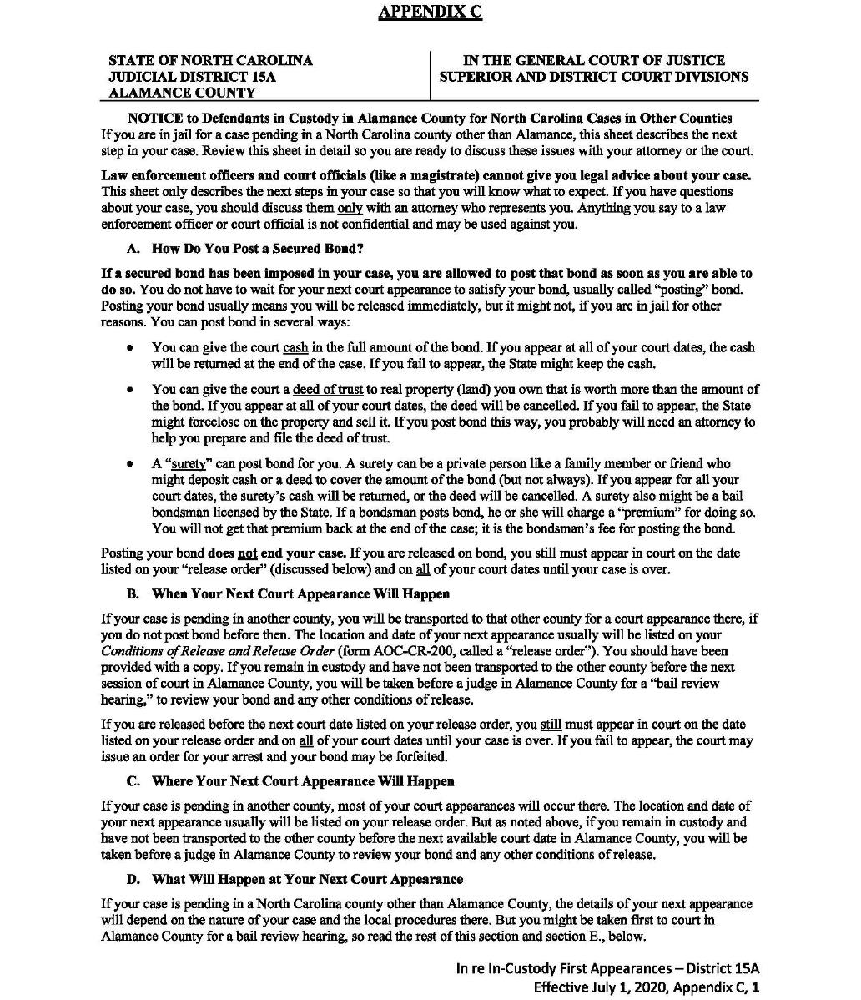 APPENDIX C
STATE OF NORTH CAROLINA
JUDICIAL DISTRICT 15A
ALAMANCE COUNTY
IN THE GENERAL COURT OF JUSTICE
SUPERIOR AND DISTRICT COURT DIVISIONS
NOTICE to Defendants in Custody in Alamance County for North Carolina Cases in Other Counties
If you are in jail for a case pending in a North Carolina county other than Alamance, this sheet describes the next
step in your case. Review this sheet in detail so you are ready to discuss these issues with your attorney or the court.
Law enforcement officers and court officials (like a magistrate) cannot give you legal advice about your case.
This sheet only describes the next steps in your case so that you will know what to expect. If you have questions
about your case, you should discuss them only with an attorney who represents you. Anything you say to a law
enforcement officer or court official is not confidential and may be used against you.
A. How Do You Post a Secured Bond?
If a secured bond has been imposed in your case, you are allowed to post that bond as soon as you are able to
do so. You do not have to wait for your next court appearance to satisfy your bond, usually called “posting” bond.
Posting your bond usually means you will be released immediately, but it might not, if you are in jail for other
reasons. You can post bond in several ways:
• You can give the court cash in the full amount of the bond. If you appear at all of your court dates, the cash
will be returned at the end of the case. If you fail to appear, the State might keep the cash.
• You can give the court a deed of trust to real property (land) you own that is worth more than the amount of
the bond. If you appear at all of your court dates, the deed will be cancelled. If you fail to appear, the State
might foreclose on the property and sell it. If you post bond this way, you probably will need an attorney to
help you prepare and file the deed of trust.
• A “surety” can post bond for you. A surety can be a private person like a family member or friend who
might deposit cash or a deed to cover the amount of the bond (but not always). If you appear for all your
court dates, the surety’s cash will be returned, or the deed will be cancelled. A surety also might be a bail
bondsman licensed by the State. If a bondsman posts bond, he or she will charge a “premium” for doing so.
You will not get that premium back at the end of the case; it is the bondsman’s fee for posting the bond.
Posting your bond does not end your case. If you are released on bond, you still must appear in court on the date
listed on your “release order” (discussed below) and on all of your court dates until your case is over.
B. When Your Next Court Appearance Will Happen
If your case is pending in another county, you will be transported to that other county for a court appearance there, if
you do not post bond before then. The location and date of your next appearance usually will be listed on your
Conditions of Release and Release Order (form AOC-CR-200, called a “release order”). You should have been
provided with a copy. If you remain in custody and have not been transported to the other county before the next
session of court in Alamance County, you will be taken before a judge in Alamance County for a “bail review
hearing,” to review your bond and any other conditions of release.
If you are released before the next court date listed on your release order, you still must appear in court on the date
listed on your release order and on all of your court dates until your case is over. If you fail to appear, the court may
issue an order for your arrest and your bond may be forfeited.
C. Where Your Next Court Appearance Will Happen
If your case is pending in another county, most of your court appearances will occur there. The location and date of
your next appearance usually will be listed on your release order. But as noted above, if you remain in custody and
have not been transported to the other county before the next available court date in Alamance County, you will be
taken before a judge in Alamance County to review your bond and any other conditions of release.
D. What Will Happen at Your Next Court Appearance
If your case is pending in a North Carolina county other than Alamance County, the details of your next appearance
will depend on the nature of your case and the local procedures there. But you might be taken first to court in
Alamance County for a bail review hearing, so read the rest of this section and section E., below.
In re In-Custody First Appearances – District 15A
Effective July 1, 2020, Appendix C, 1